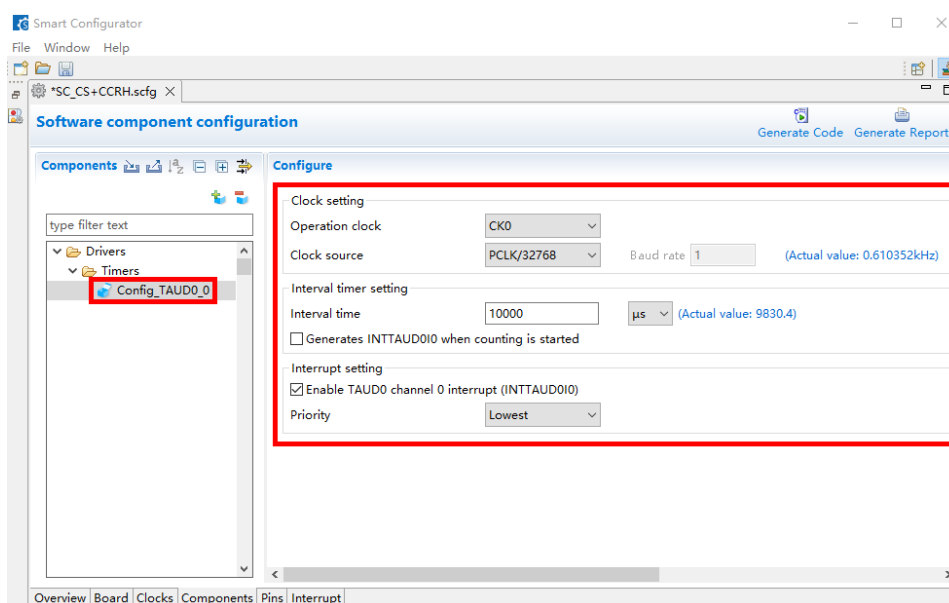 Smart Configurator
File Window Help
*SC_CS+CCRH.scfg
Software component configuration
Generate Code Generate Report
Components
Configure
type filter text
Drivers
Timers
Config_TAUD0_0
Clock setting
Operation clock CK0
Clock source PCLK/32768 Baud rate 1 (Actual value: 0.610352kHz)
Interval timer setting
Interval time 10000 µs (Actual value: 9830.4)
Generates INTTAUD0I0 when counting is started
Interrupt setting
Enable TAUD0 channel 0 interrupt (INTTAUD0I0)
Priority Lowest
Overview Board Clocks Components Pins Interrupt